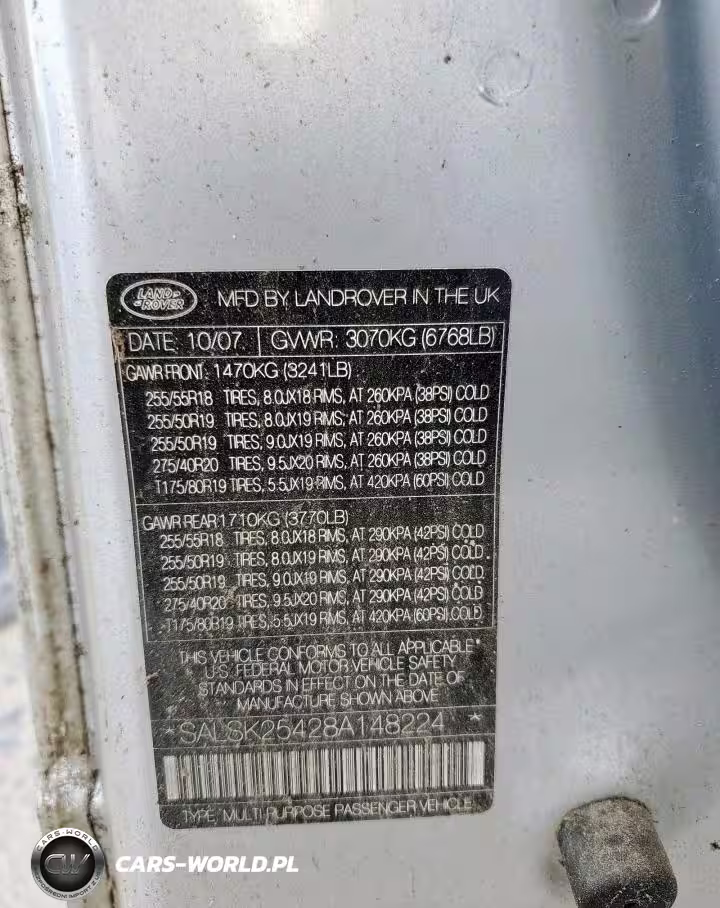 LAND-
-ROVER
MFD BY LANDROVER IN THE UK
DATE: 10/07 GVWR: 3070KG (6768LB)
GAWR FRONT: 1470KG (3241LB)
255/55R18 TIRES, 8.0JX18 RIMS, AT 260KPA (38PSI) COLD
255/50R19 TIRES, 8.0JX19 RIMS, AT 260KPA (38PSI) COLD
255/50R19 TIRES, 9.0JX19 RIMS, AT 260KPA (38PSI) COLD
275/40R20 TIRES, 9.5JX20 RIMS, AT 260KPA (38PSI) COLD
T175/80R19 TIRES, 5.5JX19 RIMS, AT 420KPA (60PSI) COLD
GAWR REAR 1710KG (3770LB)
255/55R18 TIRES, 8.0JX18 RIMS, AT 290KPA (42PSI) COLD
255/50R19 TIRES, 8.0JX19 RIMS, AT 290KPA (42PSI) COLD
255/50R19 TIRES, 9.0JX19 RIMS, AT 290KPA (42PSI) COLD
275/40R20 TIRES, 9.5JX20 RIMS, AT 290KPA (42PSI) COLD
T175/80R19 TIRES, 5.5JX19 RIMS, AT 420KPA (60PSI) COLD
THIS VEHICLE CONFORMS TO ALL APPLICABLE
U.S. FEDERAL MOTOR VEHICLE SAFETY
STANDARDS IN EFFECT ON THE DATE OF
MANUFACTURE SHOWN ABOVE
*SALSK25428A148224*
TYPE, MULTI PURPOSE PASSENGER VEHICLE
CARS-WORLD
CW
CARS-WORLD.PL